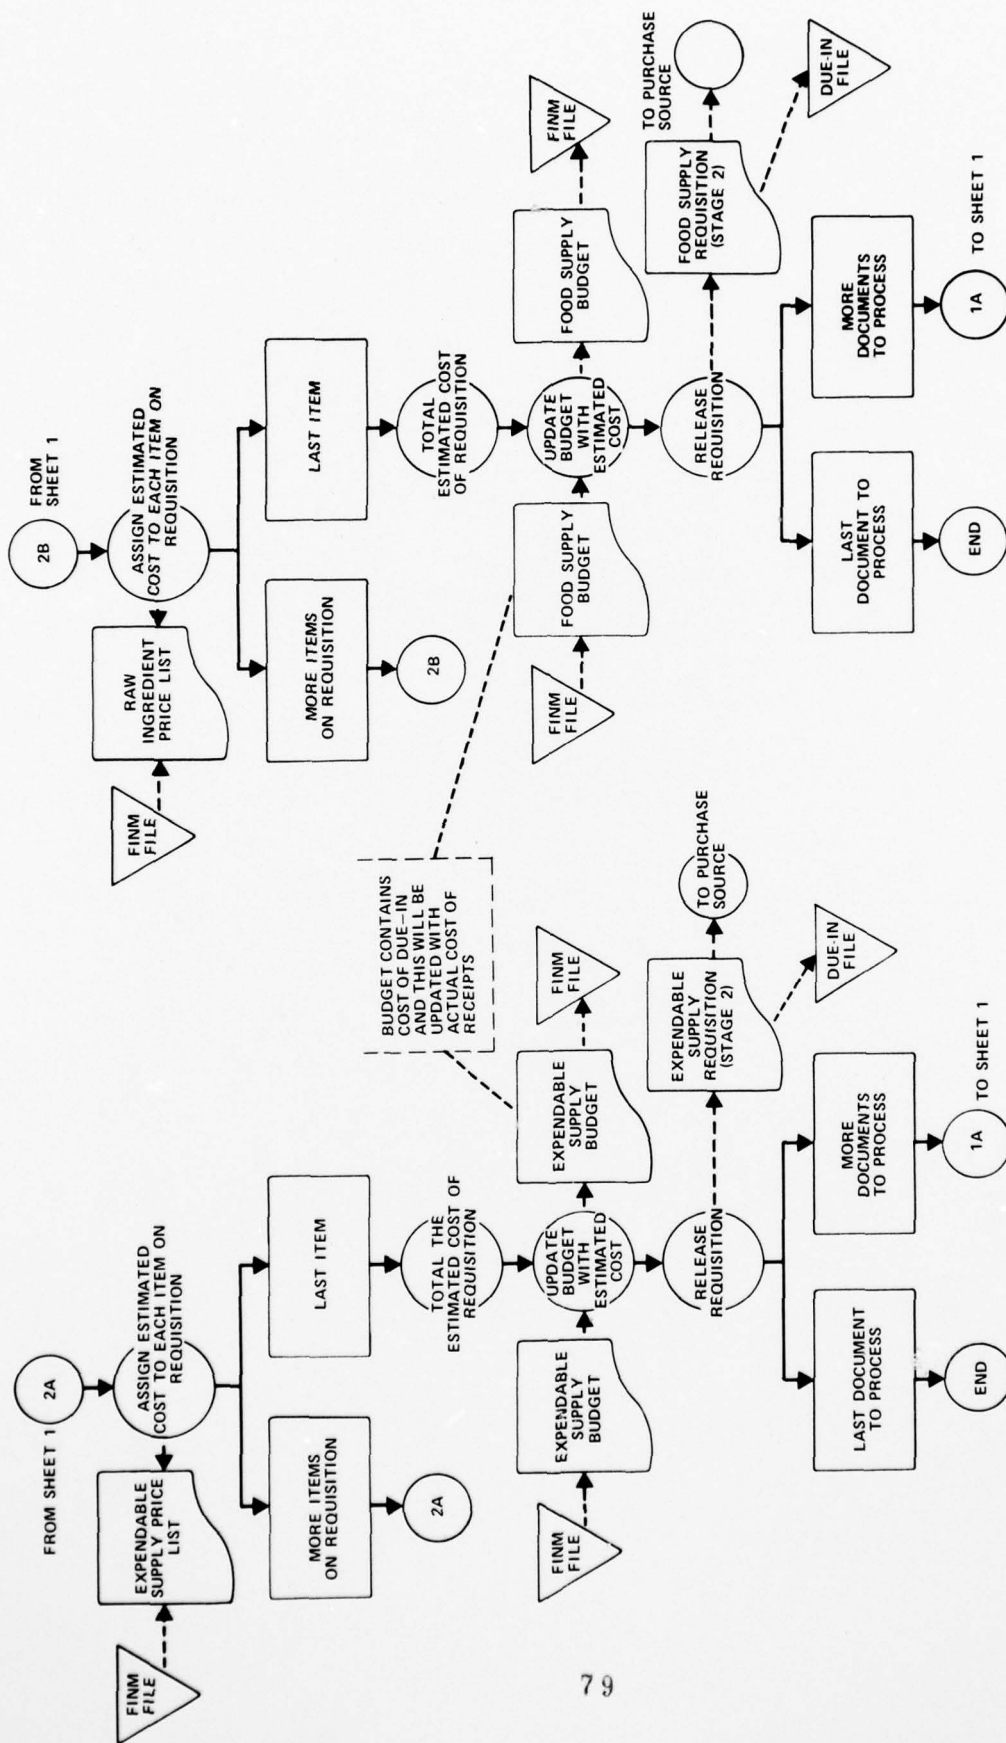 FROM SHEET 1
2A
FINM
FILE
EXPENDABLE
SUPPLY PRICE
LIST
ASSIGN ESTIMATED
COST TO EACH ITEM ON
REQUISITION
MORE ITEMS
ON REQUISITION
LAST ITEM
2A
TOTAL THE
ESTIMATED COST OF
REQUISITION
FINM
FILE
EXPENDABLE
SUPPLY
BUDGET
UPDATE
BUDGET
WITH
ESTIMATED
COST
EXPENDABLE
SUPPLY
BUDGET
FINM
FILE
BUDGET CONTAINS
COST OF DUE-IN
AND THIS WILL BE
UPDATED WITH
ACTUAL COST OF
RECEIPTS
RELEASE
REQUISITION
EXPENDABLE
SUPPLY
REQUISITION
(STAGE 2)
TO PURCHASE
SOURCE
DUE-IN
FILE
LAST DOCUMENT
TO PROCESS
MORE
DOCUMENTS
TO PROCESS
END
1A
TO SHEET 1
2B
FROM
SHEET 1
FINM
FILE
RAW
INGREDIENT
PRICE LIST
ASSIGN ESTIMATED
COST TO EACH ITEM ON
REQUISITION
MORE ITEMS
ON REQUISITION
LAST ITEM
2B
TOTAL
ESTIMATED COST
OF REQUISITION
FINM
FILE
FOOD SUPPLY
BUDGET
UPDATE
BUDGET
WITH
ESTIMATED
COST
FOOD SUPPLY
BUDGET
FINM
FILE
RELEASE
REQUISITION
FOOD SUPPLY
REQUISITION
(STAGE 2)
TO PURCHASE
SOURCE
DUE-IN
FILE
LAST
DOCUMENT TO
PROCESS
MORE
DOCUMENTS
TO PROCESS
END
1A
TO SHEET 1
79